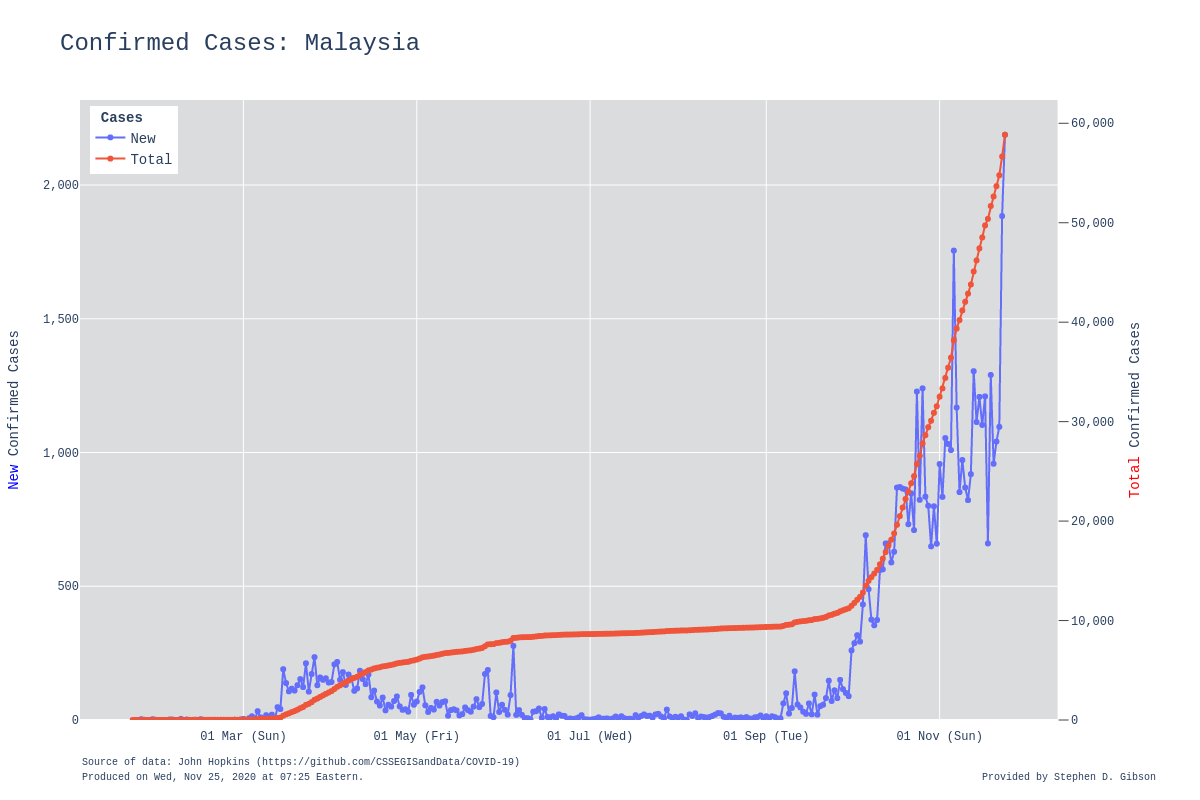 Confirmed Cases: Malaysia
Cases
New
Total
2,000
1,500
1,000
500
0
60,000
50,000
40,000
30,000
20,000
10,000
0
New Confirmed Cases
Total Confirmed Cases
01 Mar (Sun)
01 May (Fri)
01 Jul (Wed)
01 Sep (Tue)
01 Nov (Sun)
Source of data: John Hopkins (https://github.com/CSSEGISandData/COVID-19)
Produced on Wed, Nov 25, 2020 at 07:25 Eastern.
Provided by Stephen D. Gibson